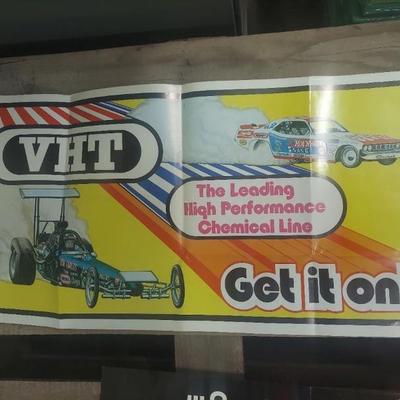 VHT
The Leading
High Performance
Chemical Line
Get it on